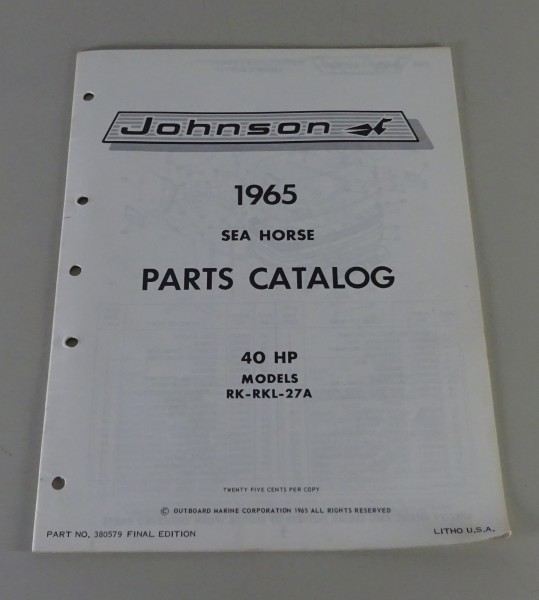 Johnson
1965
SEA HORSE
PARTS CATALOG
40 HP
MODELS
RK-RKL-27A
TWENTY FIVE CENTS PER COPY
© OUTBOARD MARINE CORPORATION 1965 ALL RIGHTS RESERVED
PART NO. 380579 FINAL EDITION
LITHO U.S.A.